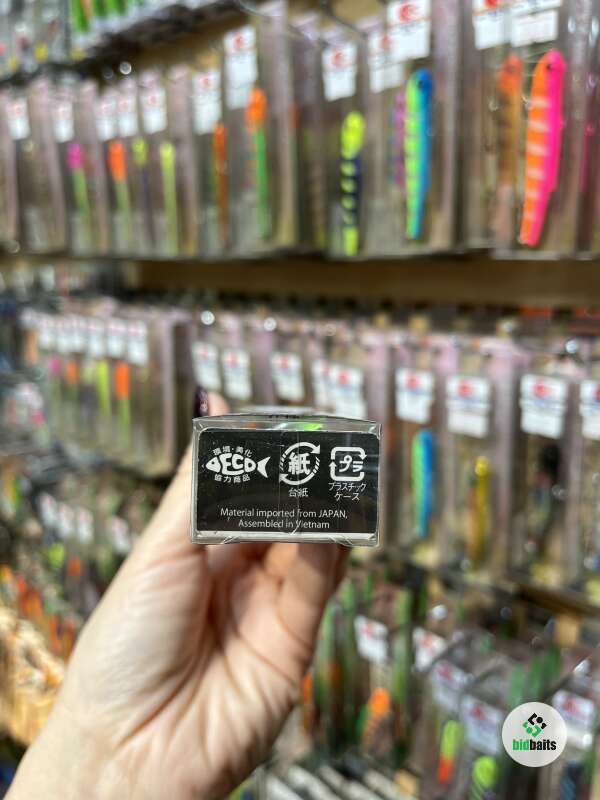 環境・美化
ECO
協力商品
紙
台紙
プラ
プラスチック
ケース
Material imported from JAPAN,
Assembled in Vietnam
bidbaits